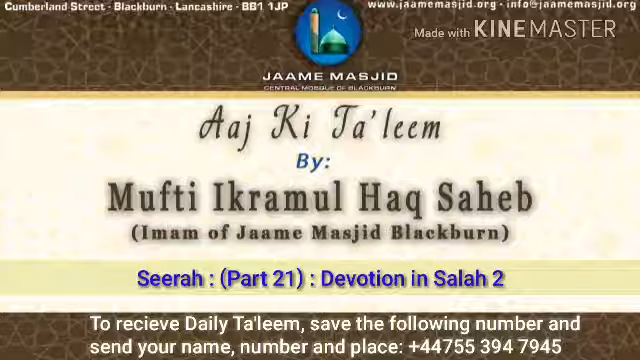 Cumberland Street - Blackburn - Lancashire - BB1 1JP
www.jaamemasjid.org - info@jaamemasjid.org
Made with KINEMASTER
JAAME MASJID
CENTRAL MOSQUE OF BLACKBURN
Aaj Ki Ta'leem
By:
Mufti Ikramul Haq Saheb
(Imam of Jaame Masjid Blackburn)
Seerah : (Part 21) : Devotion in Salah 2
To recieve Daily Ta'leem, save the following number and
send your name, number and place: +44755 394 7945